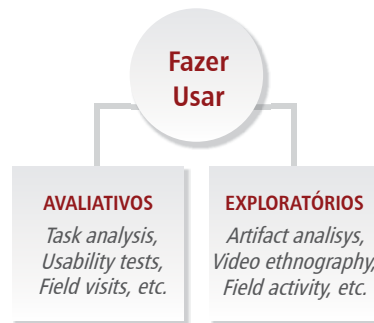 Fazer
Usar
AVALIATIVOS
Task analysis,
Usability tests,
Field visits, etc.
EXPLORATÓRIOS
Artifact analisys,
Video ethnography,
Field activity, etc.